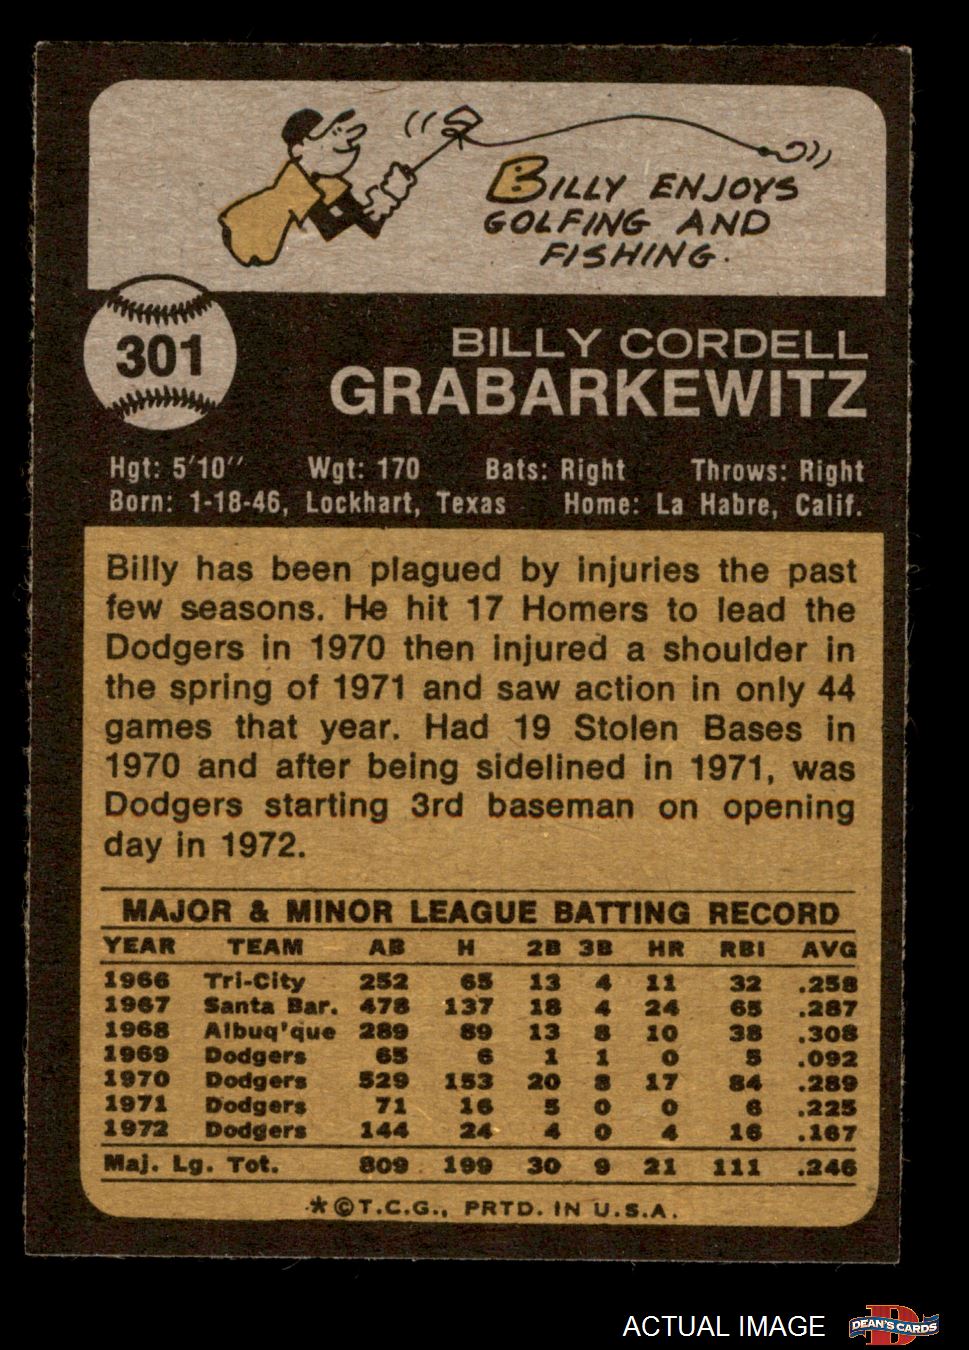 BILLY ENJOYS
GOLFING AND
FISHING.
301
BILLY CORDELL
GRABARKEWITZ
Hgt: 5'10" Wgt: 170 Bats: Right Throws: Right
Born: 1-18-46, Lockhart, Texas Home: La Habre, Calif.
Billy has been plagued by injuries the past
few seasons. He hit 17 Homers to lead the
Dodgers in 1970 then injured a shoulder in
the spring of 1971 and saw action in only 44
games that year. Had 19 Stolen Bases in
1970 and after being sidelined in 1971, was
Dodgers starting 3rd baseman on opening
day in 1972.
MAJOR & MINOR LEAGUE BATTING RECORD
YEAR TEAM AB H 2B 3B HR RBI AVG
1966 Tri-City 252 65 13 4 11 32 .258
1967 Santa Bar. 478 137 18 4 24 65 .287
1968 Albuq'que 289 89 13 8 10 38 .308
1969 Dodgers 65 6 1 1 0 5 .092
1970 Dodgers 529 153 20 8 17 84 .289
1971 Dodgers 71 16 5 0 0 6 .225
1972 Dodgers 144 24 4 0 4 16 .167
Maj. Lg. Tot. 809 199 30 9 21 111 .246
*©T.C.G., PRTD. IN U.S.A.
ACTUAL IMAGE
D
DEAN'S CARDS